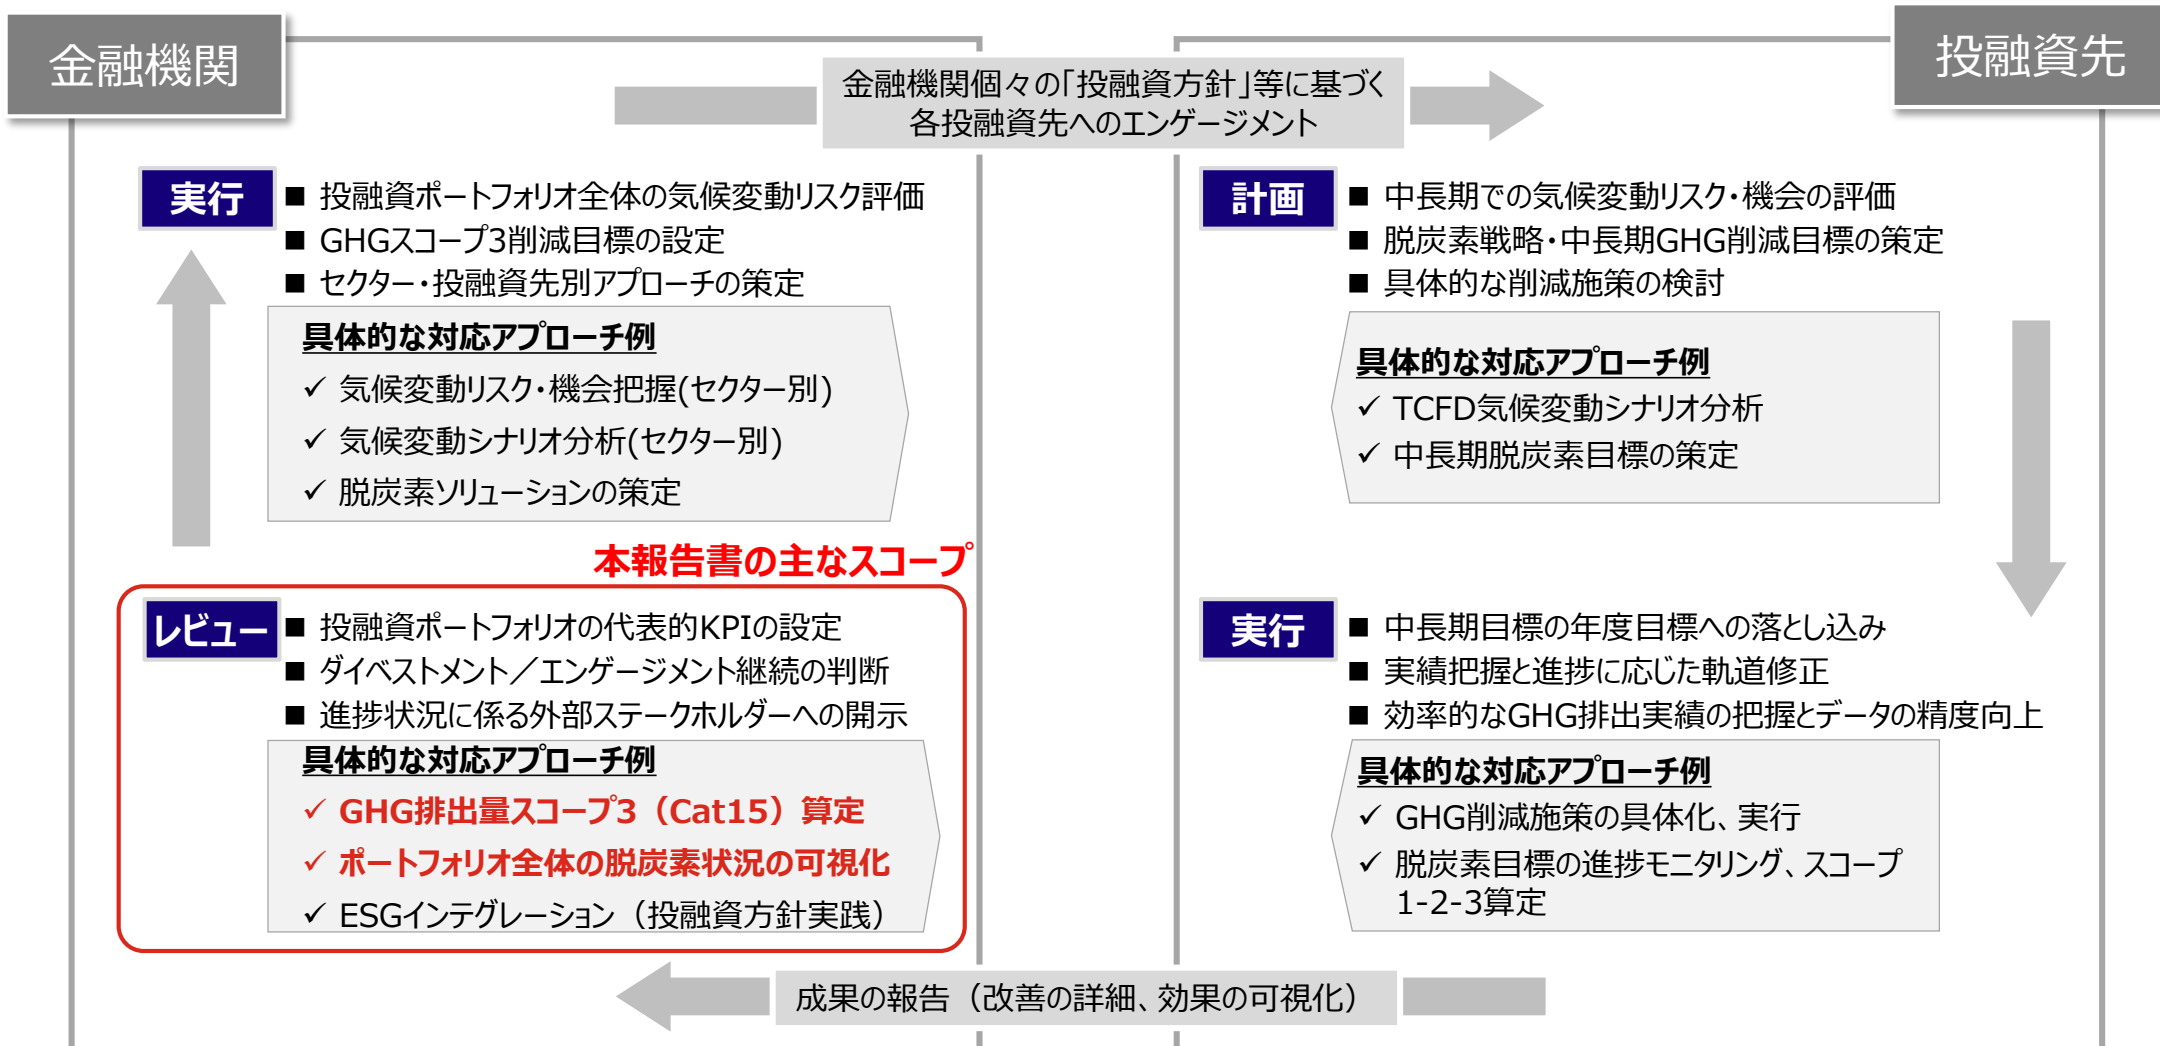 金融機関
投融資先
金融機関個々の「投融資方針」等に基づく
各投融資先へのエンゲージメント
実行
■ 投融資ポートフォリオ全体の気候変動リスク評価
■ GHGスコープ3削減目標の設定
■ セクター・投融資先別アプローチの策定
具体的な対応アプローチ例
✓ 気候変動リスク・機会把握(セクター別)
✓ 気候変動シナリオ分析(セクター別)
✓ 脱炭素ソリューションの策定
本報告書の主なスコープ
レビュー
■ 投融資ポートフォリオの代表的KPIの設定
■ ダイベストメント／エンゲージメント継続の判断
■ 進捗状況に係る外部ステークホルダーへの開示
具体的な対応アプローチ例
✓ GHG排出量スコープ3（Cat15）算定
✓ ポートフォリオ全体の脱炭素状況の可視化
✓ ESGインテグレーション（投融資方針実践）
計画
■ 中長期での気候変動リスク・機会の評価
■ 脱炭素戦略・中長期GHG削減目標の策定
■ 具体的な削減施策の検討
具体的な対応アプローチ例
✓ TCFD気候変動シナリオ分析
✓ 中長期脱炭素目標の策定
実行
■ 中長期目標の年度目標への落とし込み
■ 実績把握と進捗に応じた軌道修正
■ 効率的なGHG排出実績の把握とデータの精度向上
具体的な対応アプローチ例
✓ GHG削減施策の具体化、実行
✓ 脱炭素目標の進捗モニタリング、スコープ
1-2-3算定
成果の報告（改善の詳細、効果の可視化）